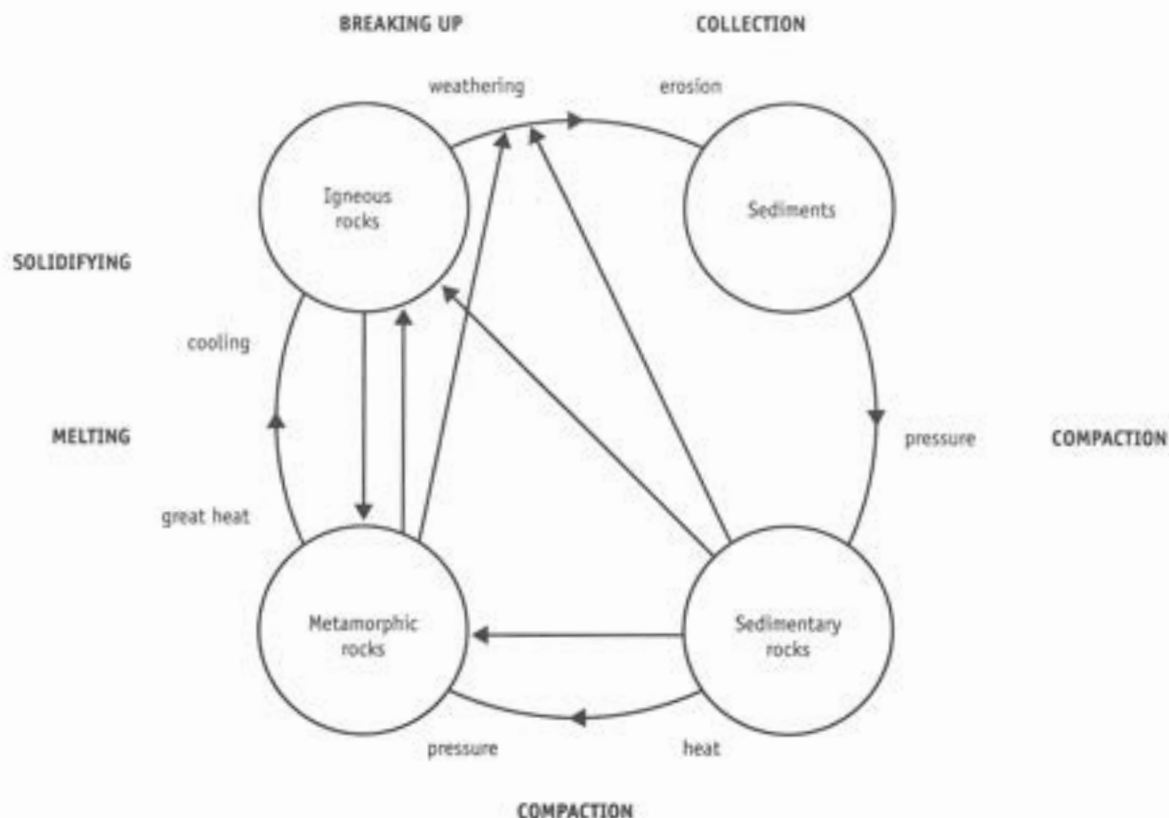 BREAKING UP
COLLECTION
weathering
erosion
Igneous
rocks
Sediments
SOLIDIFYING
cooling
MELTING
pressure
COMPACTION
great heat
Metamorphic
rocks
Sedimentary
rocks
pressure
heat
COMPACTION